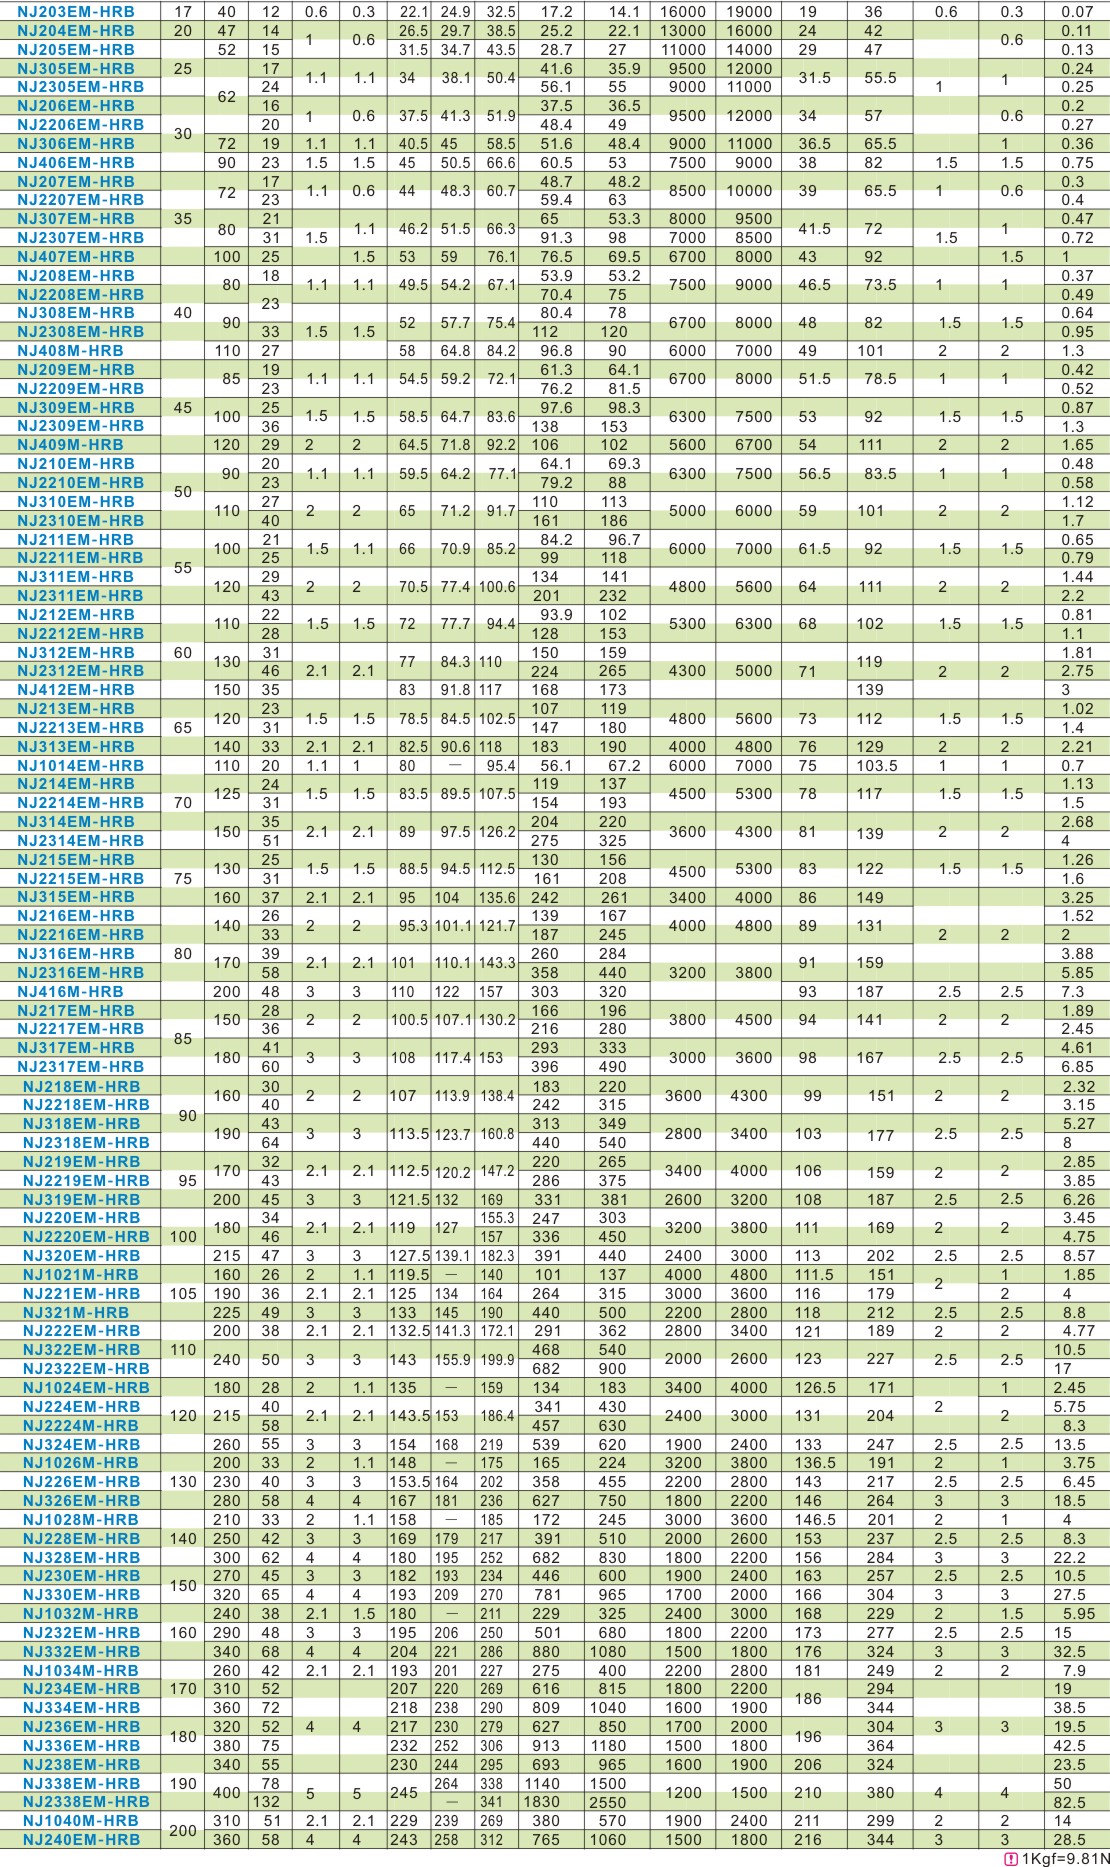 NJ203EM-HRB 17 40 12 0.6 0.3 22.1 24.9 32.5 17.2 14.1 16000 19000 19 36 0.6 0.3 0.07
NJ204EM-HRB 20 47 14 1 0.6 26.5 29.7 38.5 25.2 22.1 13000 16000 24 42 0.6 0.11
NJ205EM-HRB 52 15 31.5 34.7 43.5 28.7 27 11000 14000 29 47 0.13
NJ305EM-HRB 25 17 1.1 1.1 34 38.1 50.4 41.6 35.9 9500 12000 31.5 55.5 1 0.24
NJ2305EM-HRB 62 24 56.1 55 9000 11000 1 0.25
NJ206EM-HRB 16 1 0.6 37.5 41.3 51.9 37.5 36.5 9500 12000 34 57 0.6 0.2
NJ2206EM-HRB 30 20 48.4 49 0.27
NJ306EM-HRB 72 19 1.1 1.1 40.5 45 58.5 51.6 48.4 9000 11000 36.5 65.5 1 0.36
NJ406EM-HRB 90 23 1.5 1.5 45 50.5 66.6 60.5 53 7500 9000 38 82 1.5 1.5 0.75
NJ207EM-HRB 72 17 1.1 0.6 44 48.3 60.7 48.7 48.2 8500 10000 39 65.5 1 0.6 0.3
NJ2207EM-HRB 23 59.4 63 0.4
NJ307EM-HRB 35 80 21 1.1 46.2 51.5 66.3 65 53.3 8000 9500 41.5 72 1 0.47
NJ2307EM-HRB 31 1.5 91.3 98 7000 8500 1.5 0.72
NJ407EM-HRB 100 25 1.5 53 59 76.1 76.5 69.5 6700 8000 43 92 1.5 1
NJ208EM-HRB 80 18 1.1 1.1 49.5 54.2 67.1 53.9 53.2 7500 9000 46.5 73.5 1 1 0.37
NJ2208EM-HRB 23 70.4 75 0.49
NJ308EM-HRB 40 90 52 57.7 75.4 80.4 78 6700 8000 48 82 1.5 1.5 0.64
NJ2308EM-HRB 33 1.5 1.5 112 120 0.95
NJ408M-HRB 110 27 58 64.8 84.2 96.8 90 6000 7000 49 101 2 2 1.3
NJ209EM-HRB 85 19 1.1 1.1 54.5 59.2 72.1 61.3 64.1 6700 8000 51.5 78.5 1 1 0.42
NJ2209EM-HRB 23 76.2 81.5 0.52
NJ309EM-HRB 45 100 25 1.5 1.5 58.5 64.7 83.6 97.6 98.3 6300 7500 53 92 1.5 1.5 0.87
NJ2309EM-HRB 36 138 153 1.3
NJ409M-HRB 120 29 2 2 64.5 71.8 92.2 106 102 5600 6700 54 111 2 2 1.65
NJ210EM-HRB 90 20 1.1 1.1 59.5 64.2 77.1 64.1 69.3 6300 7500 56.5 83.5 1 1 0.48
NJ2210EM-HRB 50 23 79.2 88 0.58
NJ310EM-HRB 110 27 2 2 65 71.2 91.7 110 113 5000 6000 59 101 2 2 1.12
NJ2310EM-HRB 40 161 186 1.7
NJ211EM-HRB 100 21 1.5 1.1 66 70.9 85.2 84.2 96.7 6000 7000 61.5 92 1.5 1.5 0.65
NJ2211EM-HRB 55 25 99 118 0.79
NJ311EM-HRB 120 29 2 2 70.5 77.4 100.6 134 141 4800 5600 64 111 2 2 1.44
NJ2311EM-HRB 43 201 232 2.2
NJ212EM-HRB 110 22 1.5 1.5 72 77.7 94.4 93.9 102 5300 6300 68 102 1.5 1.5 0.81
NJ2212EM-HRB 28 128 153 1.1
NJ312EM-HRB 60 130 31 77 84.3 110 150 159 119 1.81
NJ2312EM-HRB 46 2.1 2.1 224 265 4300 5000 71 2 2 2.75
NJ412EM-HRB 150 35 83 91.8 117 168 173 139 3
NJ213EM-HRB 120 23 1.5 1.5 78.5 84.5 102.5 107 119 4800 5600 73 112 1.5 1.5 1.02
NJ2213EM-HRB 65 31 147 180 1.4
NJ313EM-HRB 140 33 2.1 2.1 82.5 90.6 118 183 190 4000 4800 76 129 2 2 2.21
NJ1014EM-HRB 110 20 1.1 1 80 — 95.4 56.1 67.2 6000 7000 75 103.5 1 1 0.7
NJ214EM-HRB 125 24 1.5 1.5 83.5 89.5 107.5 119 137 4500 5300 78 117 1.5 1.5 1.13
NJ2214EM-HRB 70 31 154 193 1.5
NJ314EM-HRB 150 35 2.1 2.1 89 97.5 126.2 204 220 3600 4300 81 139 2 2 2.68
NJ2314EM-HRB 51 275 325 4
NJ215EM-HRB 130 25 1.5 1.5 88.5 94.5 112.5 130 156 4500 5300 83 122 1.5 1.5 1.26
NJ2215EM-HRB 75 31 161 208 1.6
NJ315EM-HRB 160 37 2.1 2.1 95 104 135.6 242 261 3400 4000 86 149 3.25
NJ216EM-HRB 140 26 2 2 95.3 101.1 121.7 139 167 4000 4800 89 131 1.52
NJ2216EM-HRB 33 187 245 2 2 2
NJ316EM-HRB 80 170 39 2.1 2.1 101 110.1 143.3 260 284 91 159 3.88
NJ2316EM-HRB 58 358 440 3200 3800 5.85
NJ416M-HRB 200 48 3 3 110 122 157 303 320 93 187 2.5 2.5 7.3
NJ217EM-HRB 150 28 2 2 100.5 107.1 130.2 166 196 3800 4500 94 141 2 2 1.89
NJ2217EM-HRB 85 36 216 280 2.45
NJ317EM-HRB 180 41 3 3 108 117.4 153 293 333 3000 3600 98 167 2.5 2.5 4.61
NJ2317EM-HRB 60 396 490 6.85
NJ218EM-HRB 160 30 2 2 107 113.9 138.4 183 220 3600 4300 99 151 2 2 2.32
NJ2218EM-HRB 90 40 242 315 3.15
NJ318EM-HRB 190 43 3 3 113.5 123.7 160.8 313 349 2800 3400 103 177 2.5 2.5 5.27
NJ2318EM-HRB 64 440 540 8
NJ219EM-HRB 170 32 2.1 2.1 112.5 120.2 147.2 220 265 3400 4000 106 159 2 2 2.85
NJ2219EM-HRB 95 43 286 375 3.85
NJ319EM-HRB 200 45 3 3 121.5 132 169 331 381 2600 3200 108 187 2.5 2.5 6.26
NJ220EM-HRB 180 34 2.1 2.1 119 127 155.3 247 303 3200 3800 111 169 2 2 3.45
NJ2220EM-HRB 100 46 157 336 450 4.75
NJ320EM-HRB 215 47 3 3 127.5 139.1 182.3 391 440 2400 3000 113 202 2.5 2.5 8.57
NJ1021M-HRB 160 26 2 1.1 119.5 — 140 101 137 4000 4800 111.5 151 2 1 1.85
NJ221EM-HRB 105 190 36 2.1 2.1 125 134 164 264 315 3000 3600 116 179 2 4
NJ321M-HRB 225 49 3 3 133 145 190 440 500 2200 2800 118 212 2.5 2.5 8.8
NJ222EM-HRB 200 38 2.1 2.1 132.5 141.3 172.1 291 362 2800 3400 121 189 2 2 4.77
NJ322EM-HRB 110 240 50 3 3 143 155.9 199.9 468 540 2000 2600 123 227 2.5 2.5 10.5
NJ2322EM-HRB 682 900 17
NJ1024EM-HRB 180 28 2 1.1 135 — 159 134 183 3400 4000 126.5 171 1 2.45
NJ224EM-HRB 120 215 40 2.1 2.1 143.5 153 186.4 341 430 2400 3000 131 204 2 2 5.75
NJ2224M-HRB 58 457 630 8.3
NJ324EM-HRB 260 55 3 3 154 168 219 539 620 1900 2400 133 247 2.5 2.5 13.5
NJ1026M-HRB 200 33 2 1.1 148 — 175 165 224 3200 3800 136.5 191 2 1 3.75
NJ226EM-HRB 130 230 40 3 3 153.5 164 202 358 455 2200 2800 143 217 2.5 2.5 6.45
NJ326EM-HRB 280 58 4 4 167 181 236 627 750 1800 2200 146 264 3 3 18.5
NJ1028M-HRB 210 33 2 1.1 158 — 185 172 245 3000 3600 146.5 201 2 1 4
NJ228EM-HRB 140 250 42 3 3 169 179 217 391 510 2000 2600 153 237 2.5 2.5 8.3
NJ328EM-HRB 300 62 4 4 180 195 252 682 830 1800 2200 156 284 3 3 22.2
NJ230EM-HRB 150 270 45 3 3 182 193 234 446 600 1900 2400 163 257 2.5 2.5 10.5
NJ330EM-HRB 320 65 4 4 193 209 270 781 965 1700 2000 166 304 3 3 27.5
NJ1032M-HRB 240 38 2.1 1.5 180 — 211 229 325 2400 3000 168 229 2 1.5 5.95
NJ232EM-HRB 160 290 48 3 3 195 206 250 501 680 1800 2200 173 277 2.5 2.5 15
NJ332EM-HRB 340 68 4 4 204 221 286 880 1080 1500 1800 176 324 3 3 32.5
NJ1034M-HRB 260 42 2.1 2.1 193 201 227 275 400 2200 2800 181 249 2 2 7.9
NJ234EM-HRB 170 310 52 207 220 269 616 815 1800 2200 186 294 19
NJ334EM-HRB 360 72 218 238 290 809 1040 1600 1900 344 38.5
NJ236EM-HRB 180 320 52 4 4 217 230 279 627 850 1700 2000 196 304 3 3 19.5
NJ336EM-HRB 380 75 232 252 306 913 1180 1500 1800 364 42.5
NJ238EM-HRB 340 55 230 244 295 693 965 1600 1900 206 324 23.5
NJ338EM-HRB 190 400 78 5 5 245 264 338 1140 1500 1200 1500 210 380 4 4 50
NJ2338EM-HRB 132 — 341 1830 2550 82.5
NJ1040M-HRB 200 310 51 2.1 2.1 229 239 269 380 570 1900 2400 211 299 2 2 14
NJ240EM-HRB 360 58 4 4 243 258 312 765 1060 1500 1800 216 344 3 3 28.5
! 1Kgf=9.81N